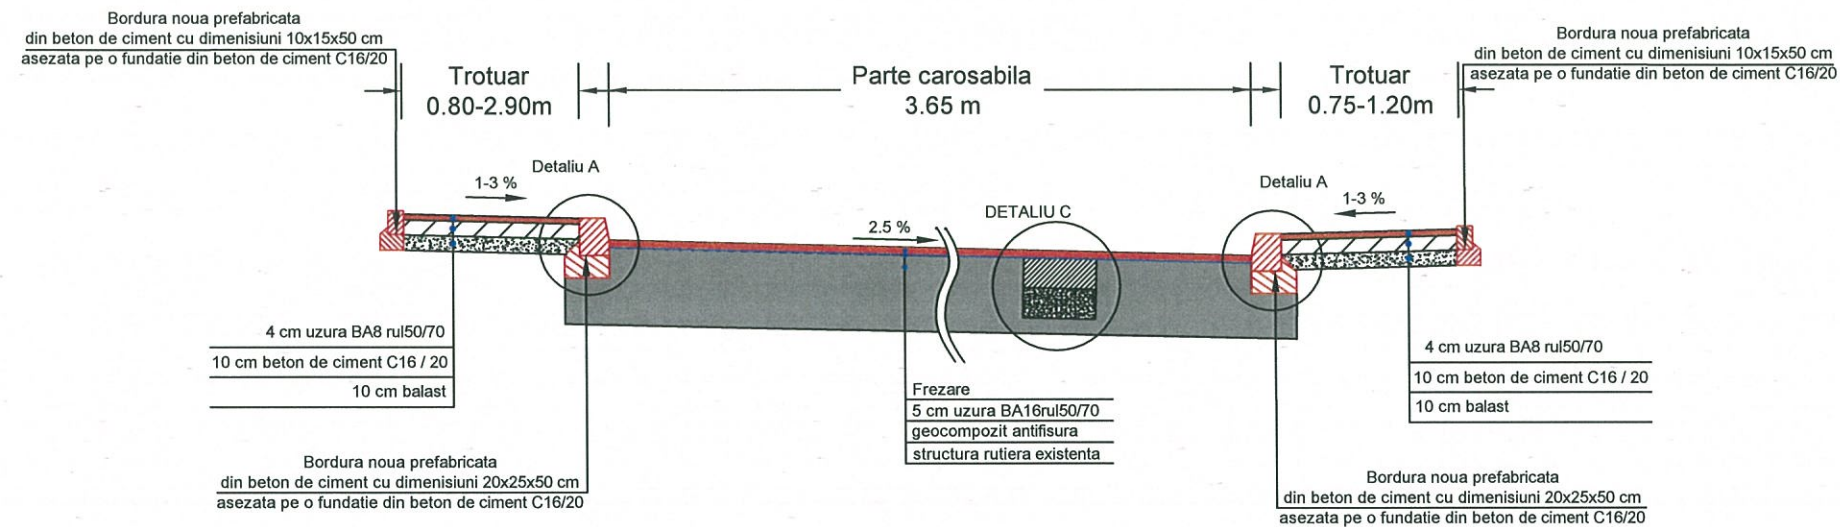 Bordura noua prefabricata
din beton de ciment cu dimenisiuni 10x15x50 cm
asezata pe o fundatie din beton de ciment C16/20
Trotuar
0.80-2.90m
Parte carosabila
3.65 m
Trotuar
0.75-1.20m
Bordura noua prefabricata
din beton de ciment cu dimenisiuni 10x15x50 cm
asezata pe o fundatie din beton de ciment C16/20
Detaliu A
1-3 %
2.5 %
DETALIU C
Detaliu A
1-3 %
4 cm uzura BA8 rul50/70
10 cm beton de ciment C16 / 20
10 cm balast
Frezare
5 cm uzura BA16rul50/70
geocompozit antifisura
structura rutiera existenta
4 cm uzura BA8 rul50/70
10 cm beton de ciment C16 / 20
10 cm balast
Bordura noua prefabricata
din beton de ciment cu dimenisiuni 20x25x50 cm
asezata pe o fundatie din beton de ciment C16/20
Bordura noua prefabricata
din beton de ciment cu dimenisiuni 20x25x50 cm
asezata pe o fundatie din beton de ciment C16/20